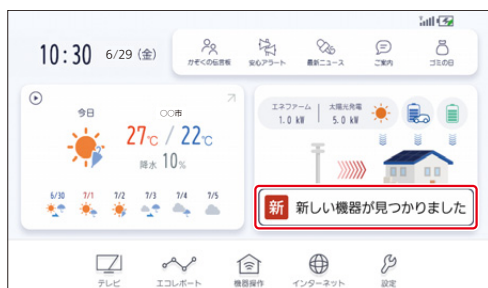 10:30 6/29 (金)
かぞくの伝言板 安心アラート 最新ニュース ご案内 ゴミの日
今日 〇〇市
27℃ / 22℃
降水 10%
6/30 7/1 7/2 7/3 7/4 7/5
エネファーム 太陽光発電
1.0 kW 5.0 kW
新 新しい機器が見つかりました
テレビ エコレポート 機器操作 インターネット 設定